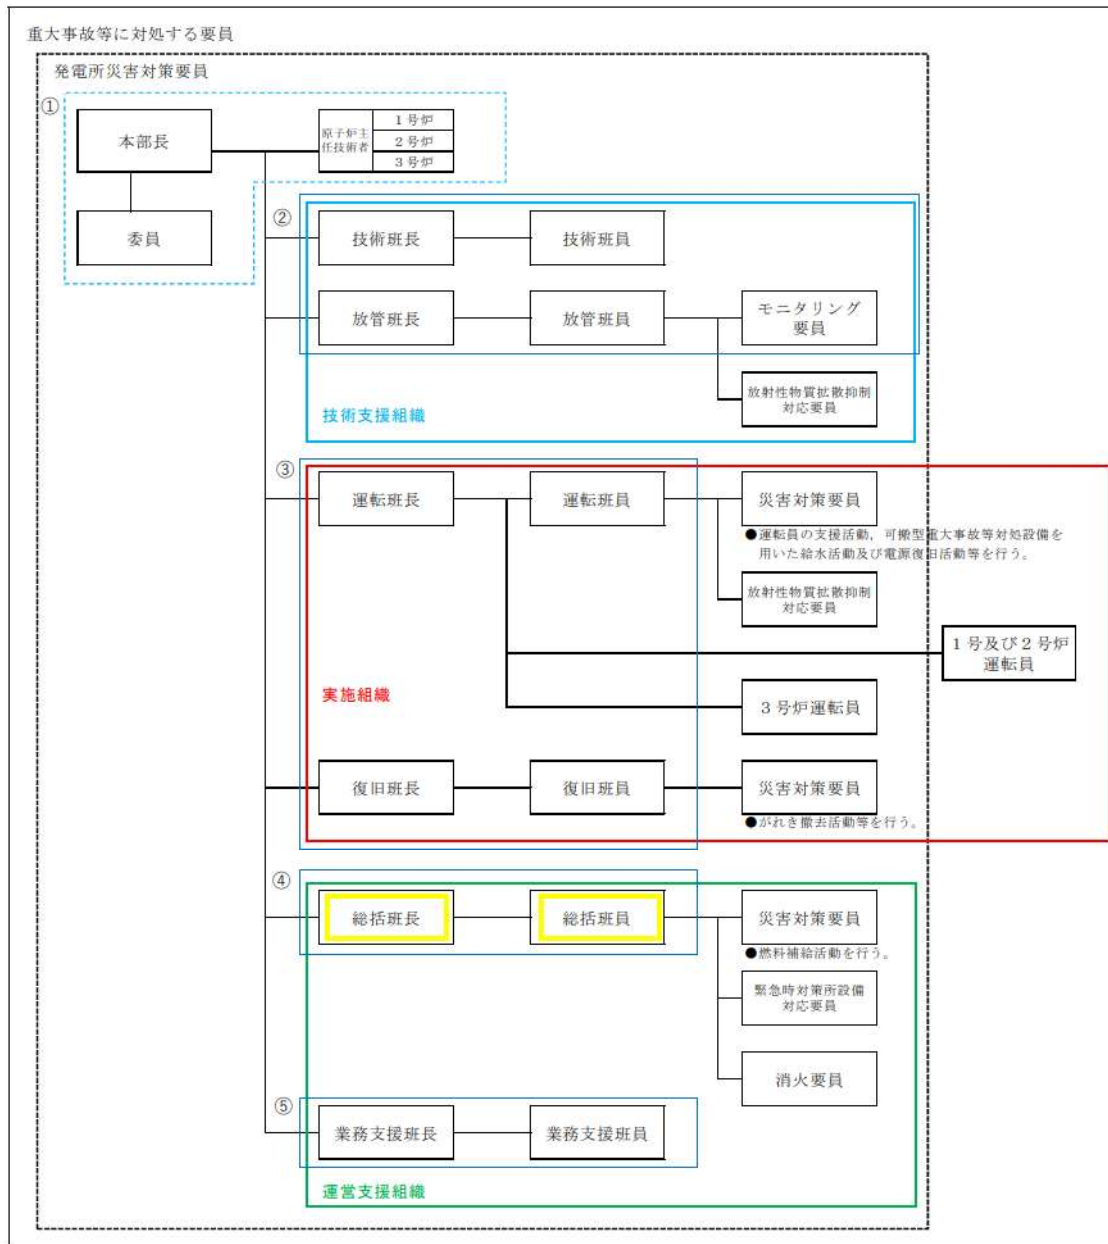 重大事故等に対処する要員
発電所災害対策要員
①
本部長
原子炉主
任技術者
1号炉
2号炉
3号炉
委員
②
技術班長
技術班員
放管班長
放管班員
モニタリング
要員
放射性物質拡散抑制
対応要員
技術支援組織
③
運転班長
運転班員
災害対策要員
●運転員の支援活動，可搬型重大事故等対処設備を
用いた給水活動及び電源復旧活動等を行う。
放射性物質拡散抑制
対応要員
1号及び2号炉
運転員
実施組織
3号炉運転員
復旧班長
復旧班員
災害対策要員
●がれき撤去活動等を行う。
④
総括班長
総括班員
災害対策要員
●燃料補給活動を行う。
緊急時対策所設備
対応要員
消火要員
⑤
業務支援班長
業務支援班員
運営支援組織